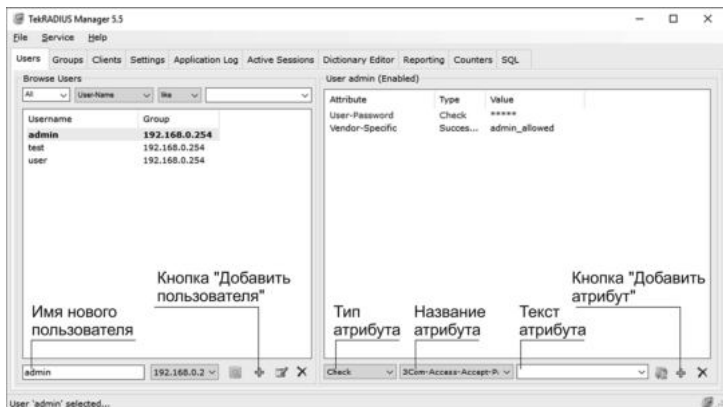 TekRADIUS Manager 5.5
File Service Help
Users Groups Clients Settings Application Log Active Sessions Dictionary Editor Reporting Counters SQL
Browse Users
All User-Name like
Username Group
admin 192.168.0.254
test 192.168.0.254
user 192.168.0.254
User admin (Enabled)
Attribute Type Value
User-Password Check *****
Vendor-Specific Succes... admin_allowed
Имя нового
пользователя
Кнопка "Добавить
пользователя"
Тип
атрибута
Название
атрибута
Текст
атрибута
Кнопка "Добавить
атрибут"
admin 192.168.0.2
Check 3Com-Access-Accept-P.
User 'admin' selected...